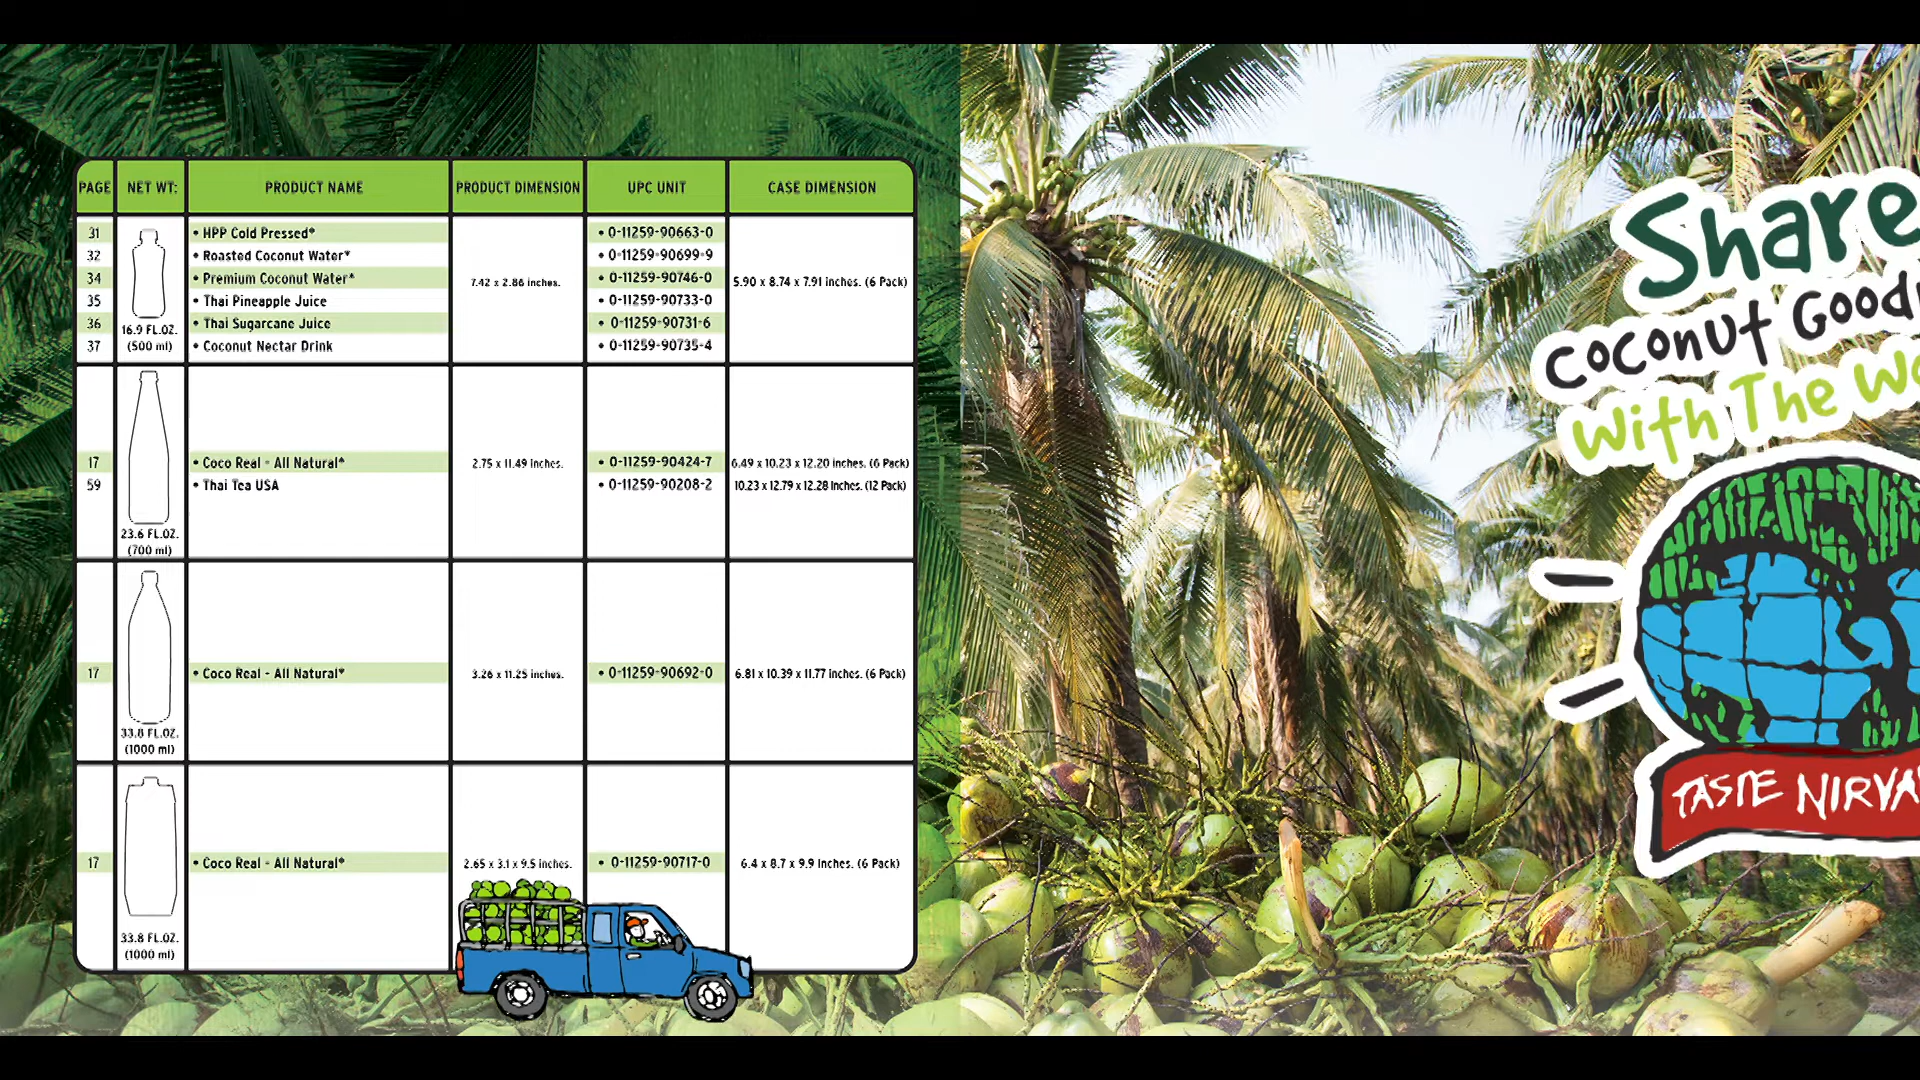 PAGE NET WT: PRODUCT NAME PRODUCT DIMENSION UPC UNIT CASE DIMENSION
31 • HPP Cold Pressed* • 0-11259-90663-0
32 • Roasted Coconut Water* • 0-11259-90699-9
34 • Premium Coconut Water* 7.42 x 2.86 inches. • 0-11259-90746-0 5.90 x 8.74 x 7.91 inches. (6 Pack)
35 • Thai Pineapple Juice • 0-11259-90733-0
36 16.9 FL.OZ. • Thai Sugarcane Juice • 0-11259-90731-6
37 (500 ml) • Coconut Nectar Drink • 0-11259-90735-4
17 • Coco Real - All Natural* 2.75 x 11.49 inches. • 0-11259-90424-7 6.49 x 10.23 x 12.20 inches. (6 Pack)
59 • Thai Tea USA • 0-11259-90208-2 10.23 x 12.79 x 12.28 inches. (12 Pack)
23.6 FL.OZ.
(700 ml)
17 • Coco Real - All Natural* 3.26 x 11.25 inches. • 0-11259-90692-0 6.81 x 10.39 x 11.77 inches. (6 Pack)
33.8 FL.OZ.
(1000 ml)
17 • Coco Real - All Natural* 2.65 x 3.1 x 9.5 inches. • 0-11259-90717-0 6.4 x 8.7 x 9.9 inches. (6 Pack)
33.8 FL.OZ.
(1000 ml)
Share
Coconut Good
With The Wo
TASTE NIRVA